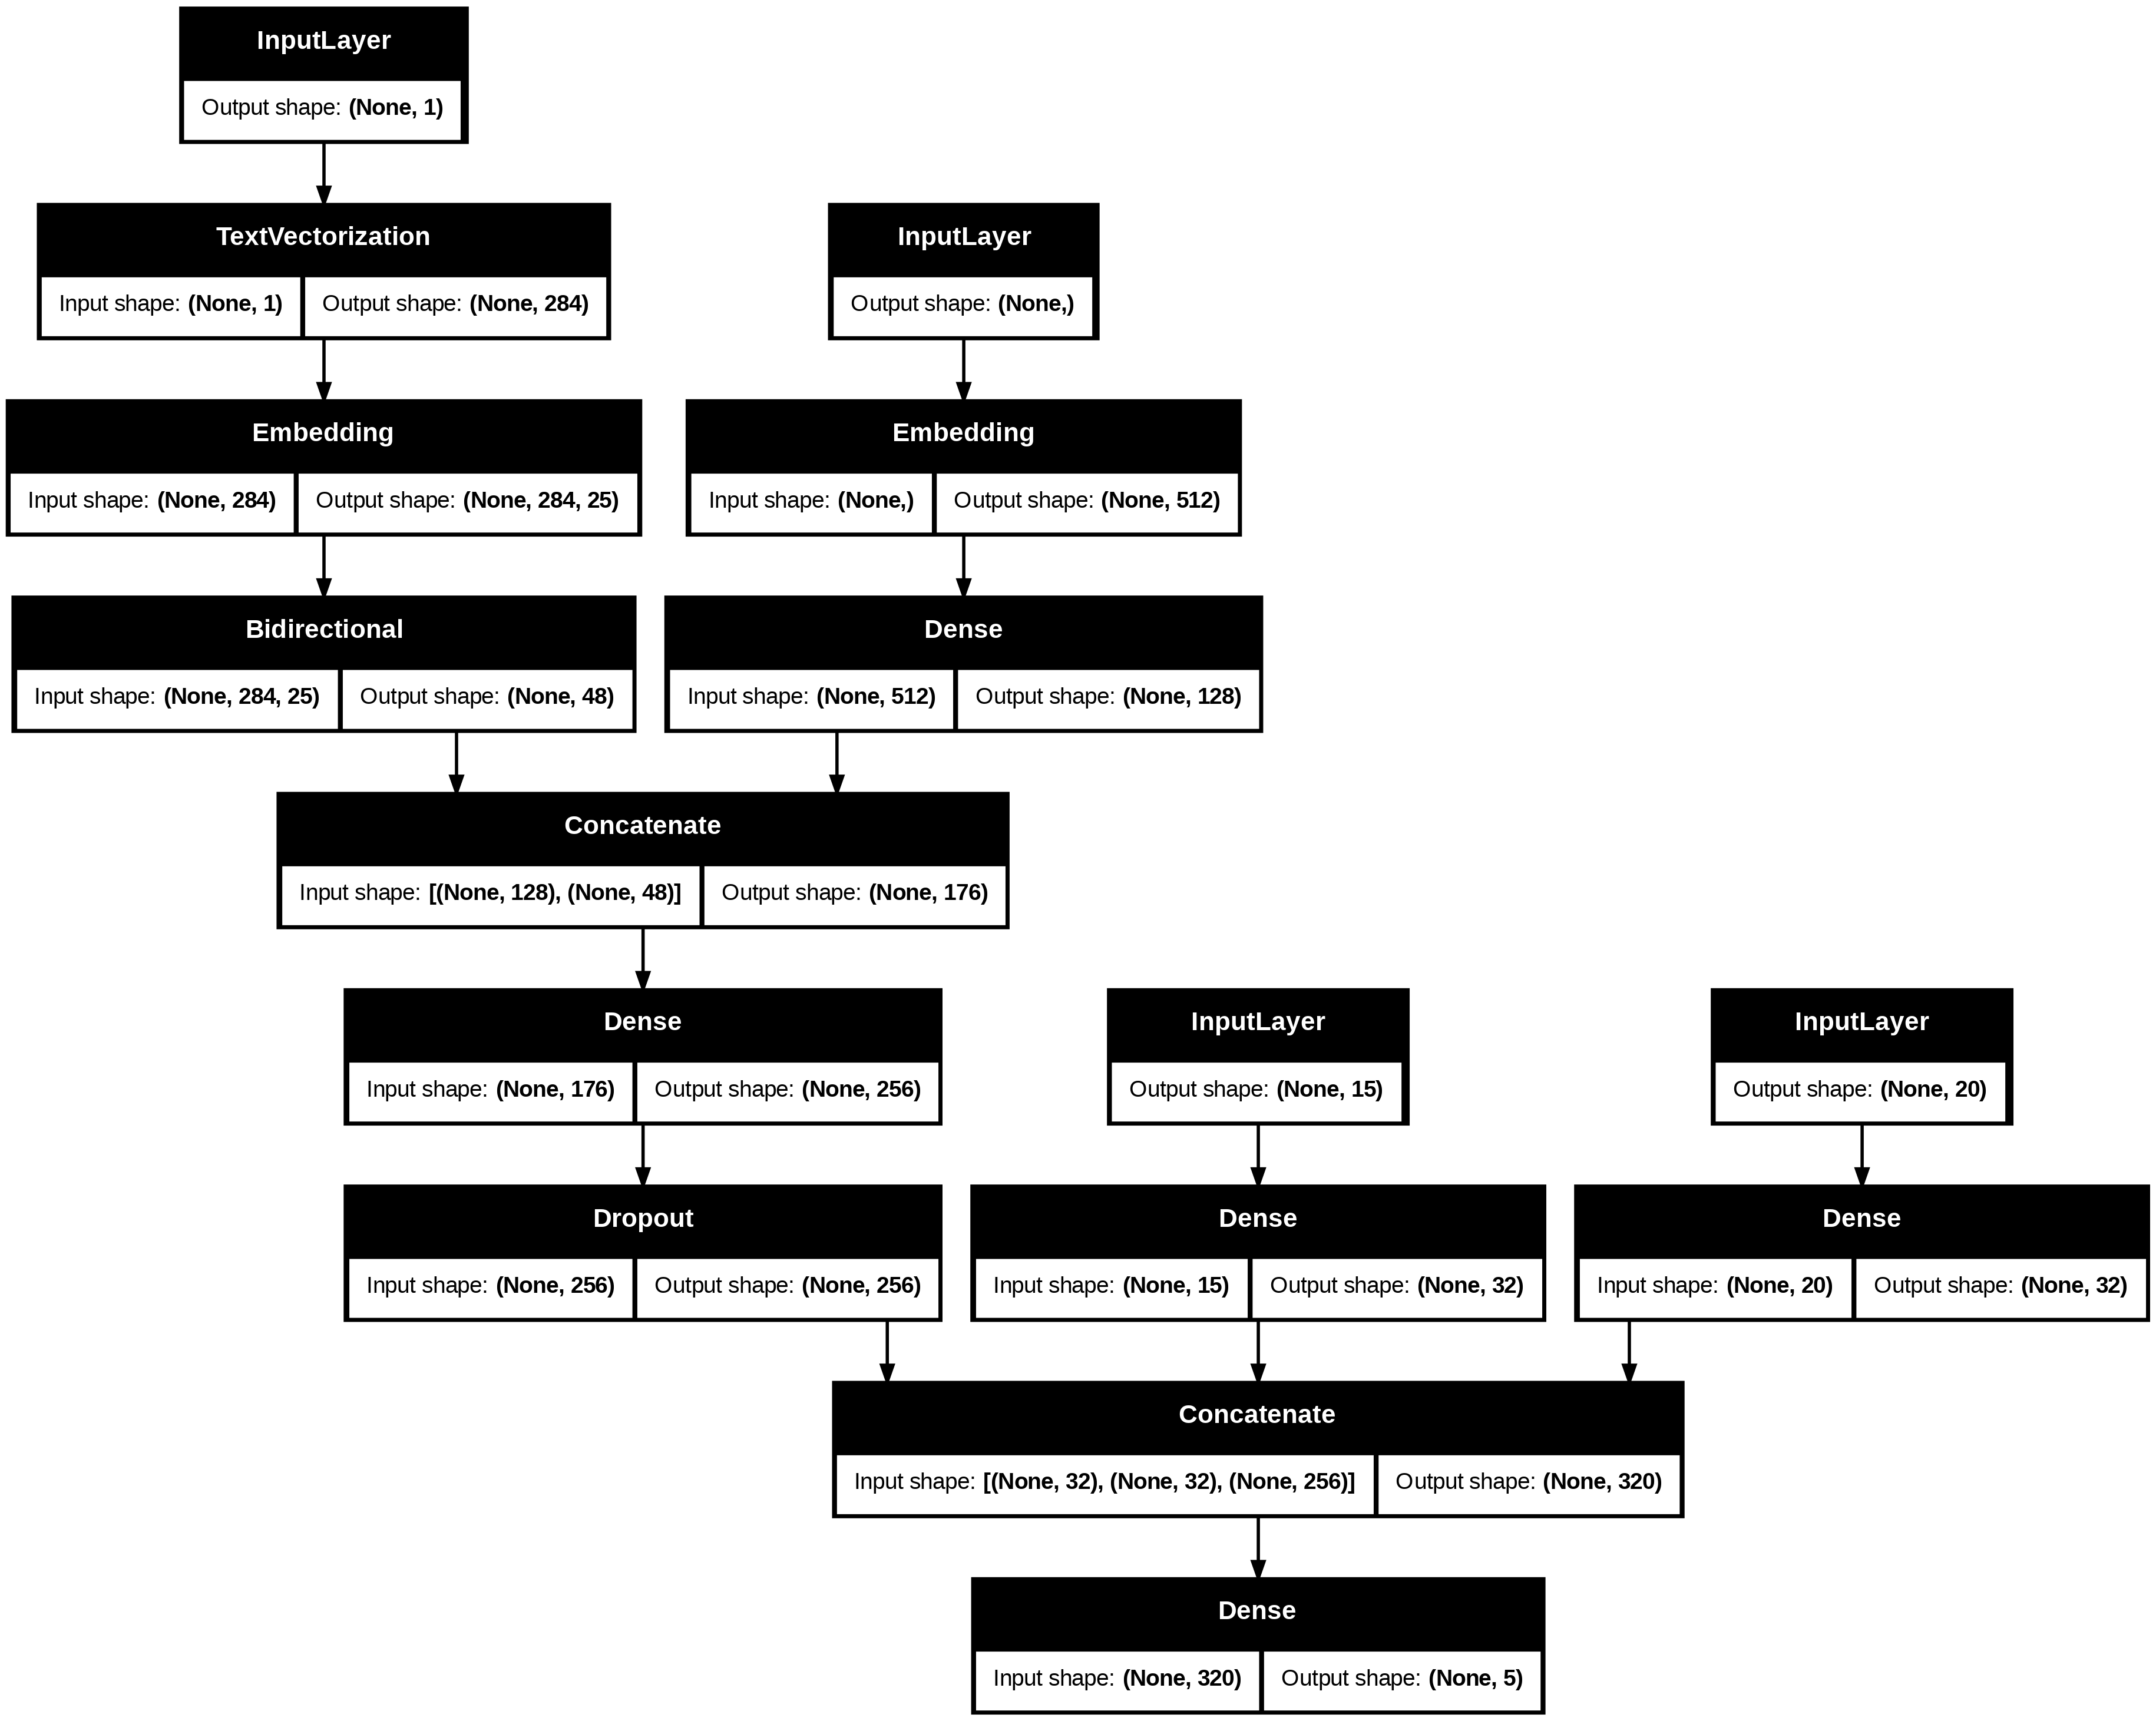 InputLayer
Output shape: (None, 1)
TextVectorization
Input shape: (None, 1) Output shape: (None, 284)
InputLayer
Output shape: (None,)
Embedding
Input shape: (None, 284) Output shape: (None, 284, 25)
Embedding
Input shape: (None,) Output shape: (None, 512)
Bidirectional
Input shape: (None, 284, 25) Output shape: (None, 48)
Dense
Input shape: (None, 512) Output shape: (None, 128)
Concatenate
Input shape: [(None, 128), (None, 48)] Output shape: (None, 176)
Dense
Input shape: (None, 176) Output shape: (None, 256)
InputLayer
Output shape: (None, 15)
InputLayer
Output shape: (None, 20)
Dropout
Input shape: (None, 256) Output shape: (None, 256)
Dense
Input shape: (None, 15) Output shape: (None, 32)
Dense
Input shape: (None, 20) Output shape: (None, 32)
Concatenate
Input shape: [(None, 32), (None, 32), (None, 256)] Output shape: (None, 320)
Dense
Input shape: (None, 320) Output shape: (None, 5)